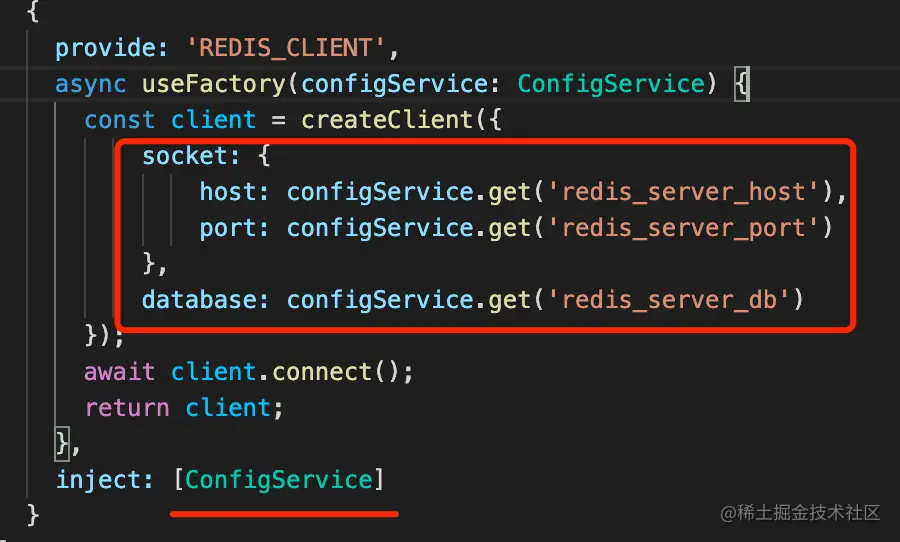 {
  provide: 'REDIS_CLIENT',
  async useFactory(configService: ConfigService) {
    const client = createClient({
        socket: {
            host: configService.get('redis_server_host'),
            port: configService.get('redis_server_port')
        },
        database: configService.get('redis_server_db')
    });
    await client.connect();
    return client;
  },
  inject: [ConfigService]
}
@稀土掘金技术社区